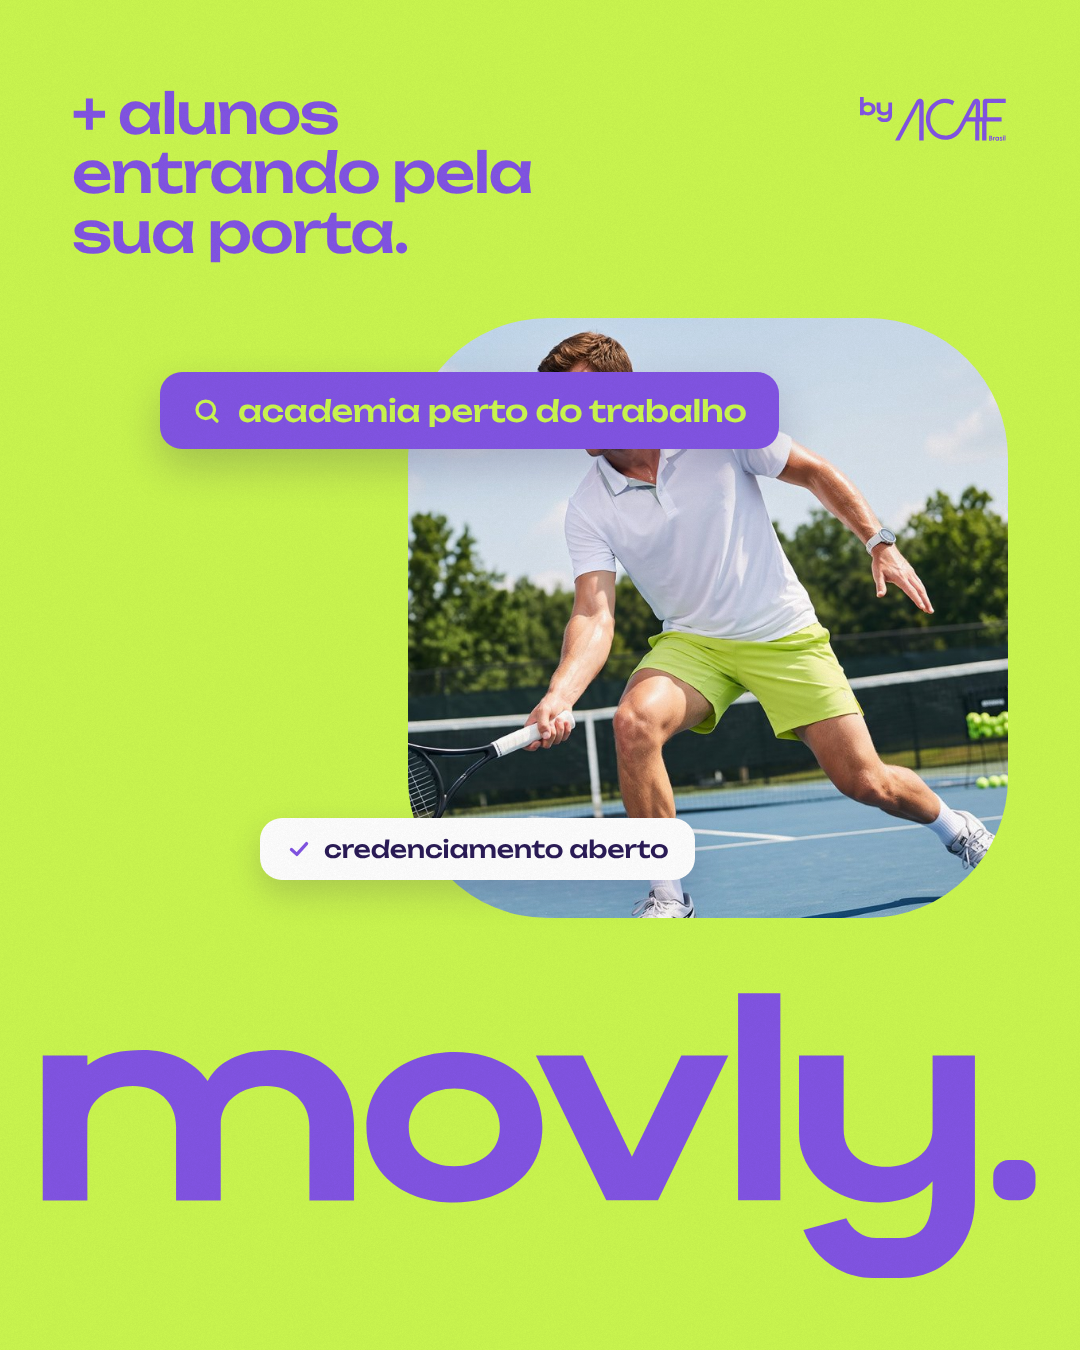 + alunos
entrando pela
sua porta.
by ACAF
Brasil
academia perto do trabalho
credenciamento aberto
movly.